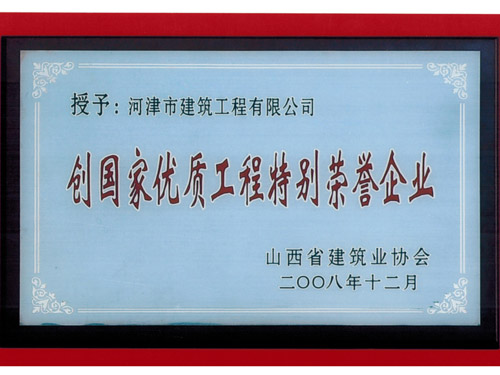 授予：河津市建筑工程有限公司
创国家优质工程特别荣誉企业
山西省建筑业协会
二〇〇八年十二月